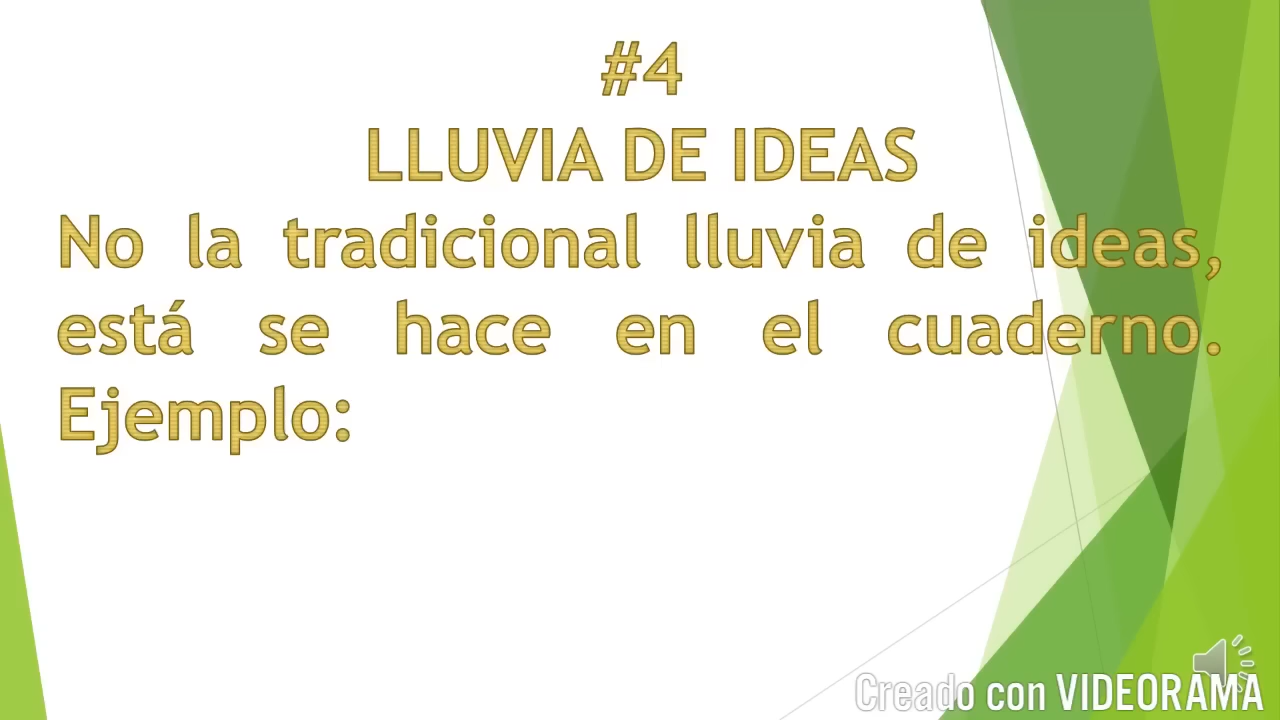 #4
LLUVIA DE IDEAS
No la tradicional lluvia de ideas,
está se hace en el cuaderno.
Ejemplo:
Creado con VIDEORAMA